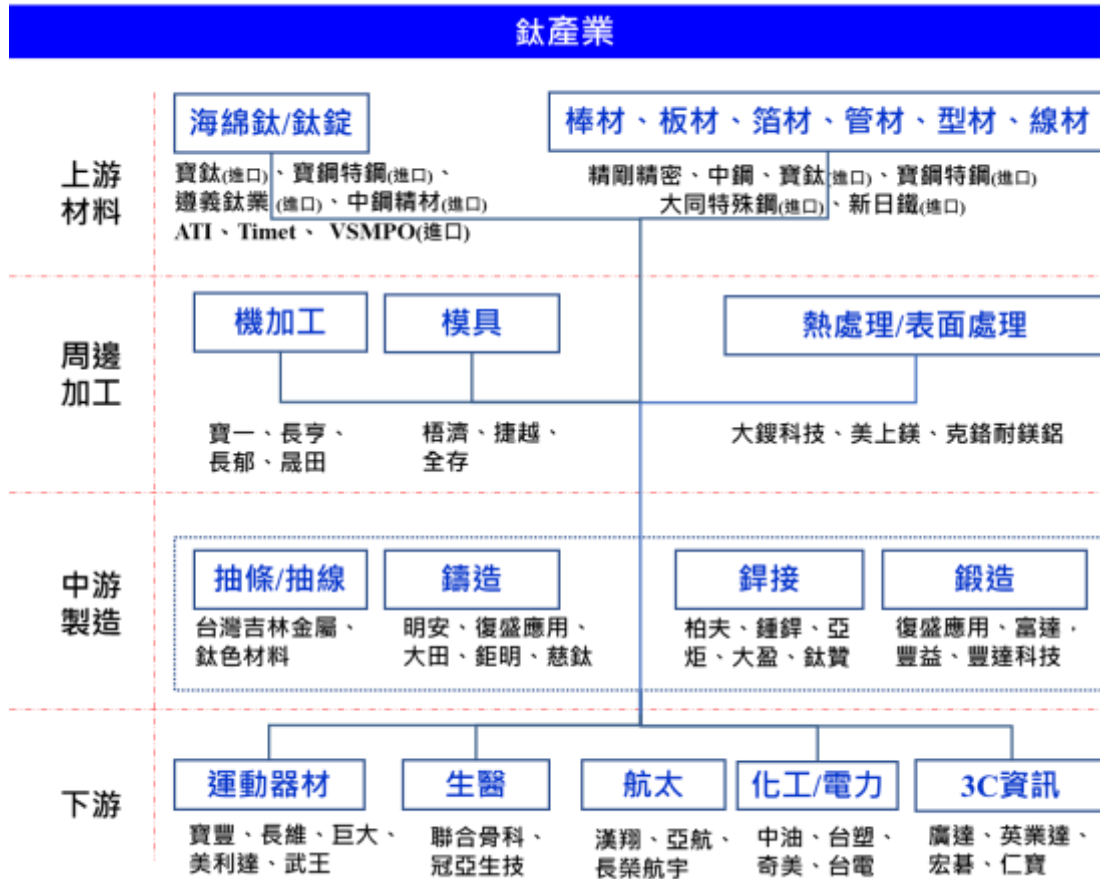 鈦產業
上游
材料
海綿鈦/鈦錠
寶鈦(進口)、寶鋼特鋼(進口)、
遵義鈦業(進口)、中鋼精材(進口)
ATI、Timet、 VSMPO(進口)
棒材、板材、箔材、管材、型材、線材
精剛精密、中鋼、寶鈦(進口)、寶鋼特鋼(進口)
大同特殊鋼(進口)、新日鐵(進口)
周邊
加工
機加工
寶一、長亨、
長郁、晟田
模具
梧濟、捷越、
全存
熱處理/表面處理
大鎪科技、美上鎂、克鉻耐鎂鋁
中游
製造
抽條/抽線
台灣吉林金屬、
鈦色材料
鑄造
明安、復盛應用、
大田、鉅明、慈鈦
銲接
柏夫、鍾銲、亞
炬、大盈、鈦贊
鍛造
復盛應用、富達，
豐益、豐達科技
下游
運動器材
寶豐、長維、巨大、
美利達、武王
生醫
聯合骨科、
冠亞生技
航太
漢翔、亞航、
長榮航宇
化工/電力
中油、台塑、
奇美、台電
3C資訊
廣達、英業達、
宏碁、仁寶